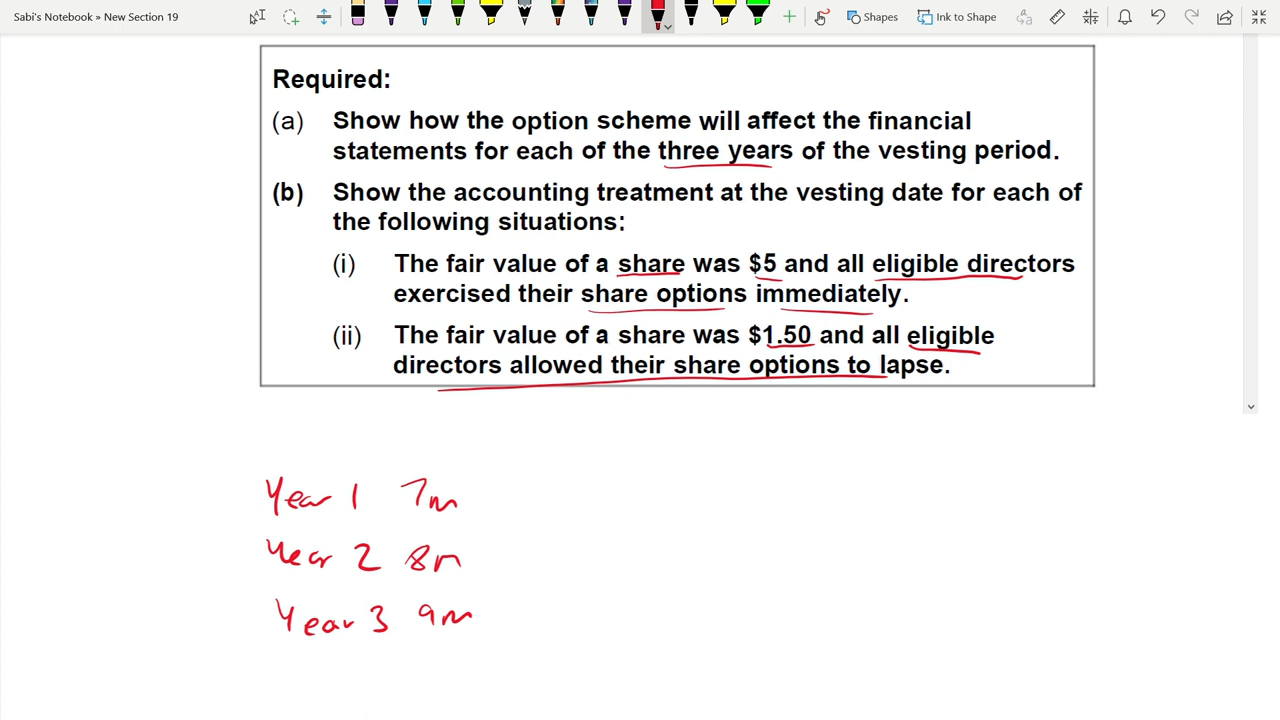 Sabi's Notebook » New Section 19
Shapes
Ink to Shape
Required:
(a) Show how the option scheme will affect the financial
statements for each of the three years of the vesting period.
(b) Show the accounting treatment at the vesting date for each of
the following situations:
(i) The fair value of a share was $5 and all eligible directors
exercised their share options immediately.
(ii) The fair value of a share was $1.50 and all eligible
directors allowed their share options to lapse.
Year 1 7m
Year 2 8m
Year 3 9m